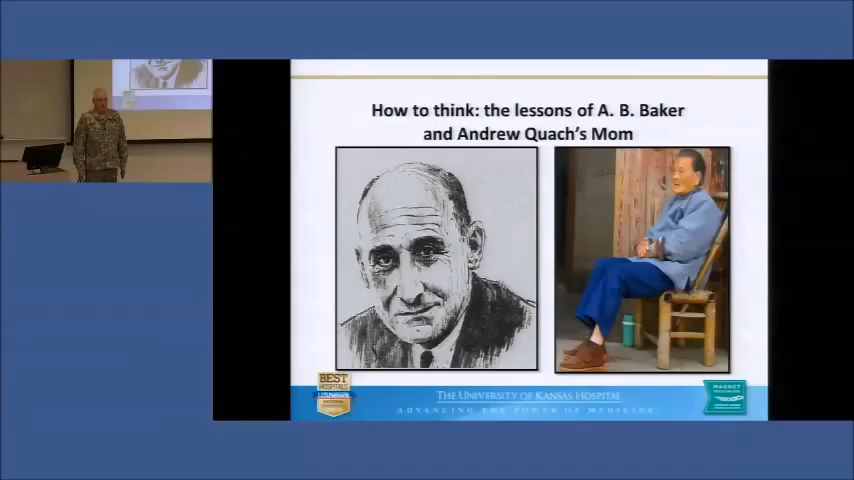 How to think: the lessons of A. B. Baker
and Andrew Quach's Mom
BEST
HOSPITALS
U.S.News
THE UNIVERSITY OF KANSAS HOSPITAL
ADVANCING THE POWER OF MEDICINE
MAGNET